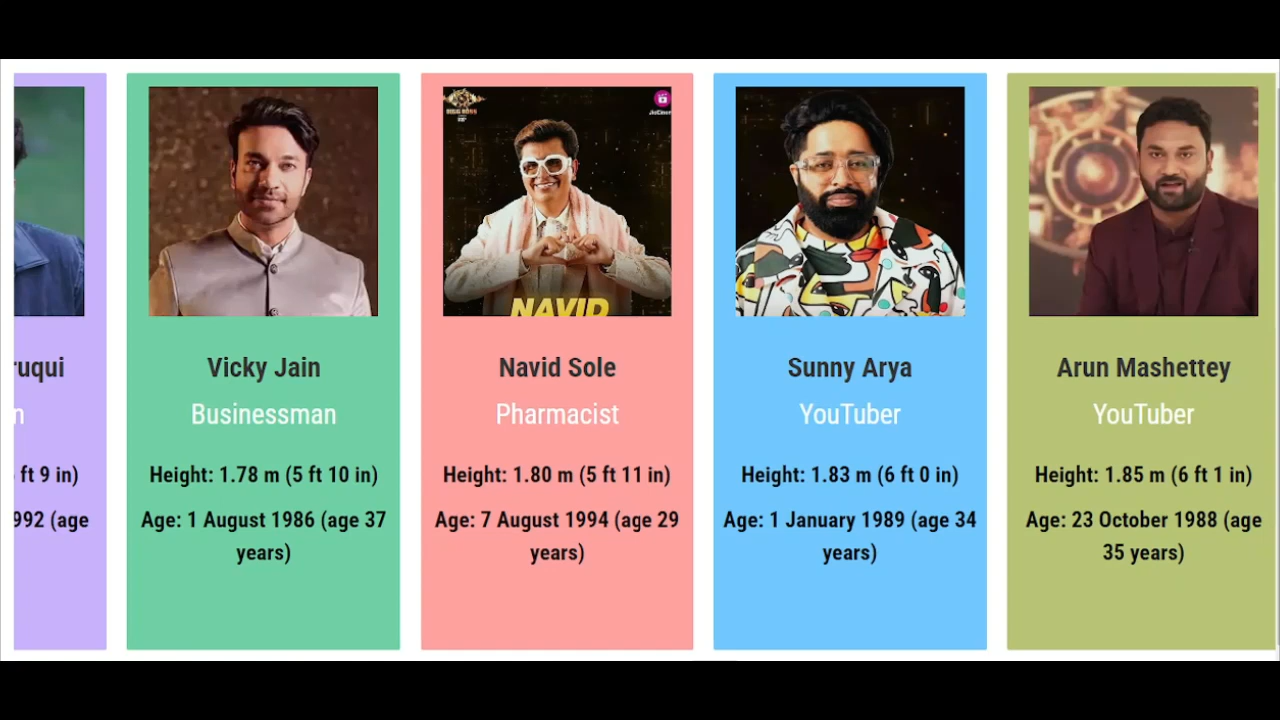 ruqui
n
ft 9 in)
992 (age
Vicky Jain
Businessman
Height: 1.78 m (5 ft 10 in)
Age: 1 August 1986 (age 37
years)
JioCinem
NAVID
Navid Sole
Pharmacist
Height: 1.80 m (5 ft 11 in)
Age: 7 August 1994 (age 29
years)
Sunny Arya
YouTuber
Height: 1.83 m (6 ft 0 in)
Age: 1 January 1989 (age 34
years)
Arun Mashettey
YouTuber
Height: 1.85 m (6 ft 1 in)
Age: 23 October 1988 (age
35 years)